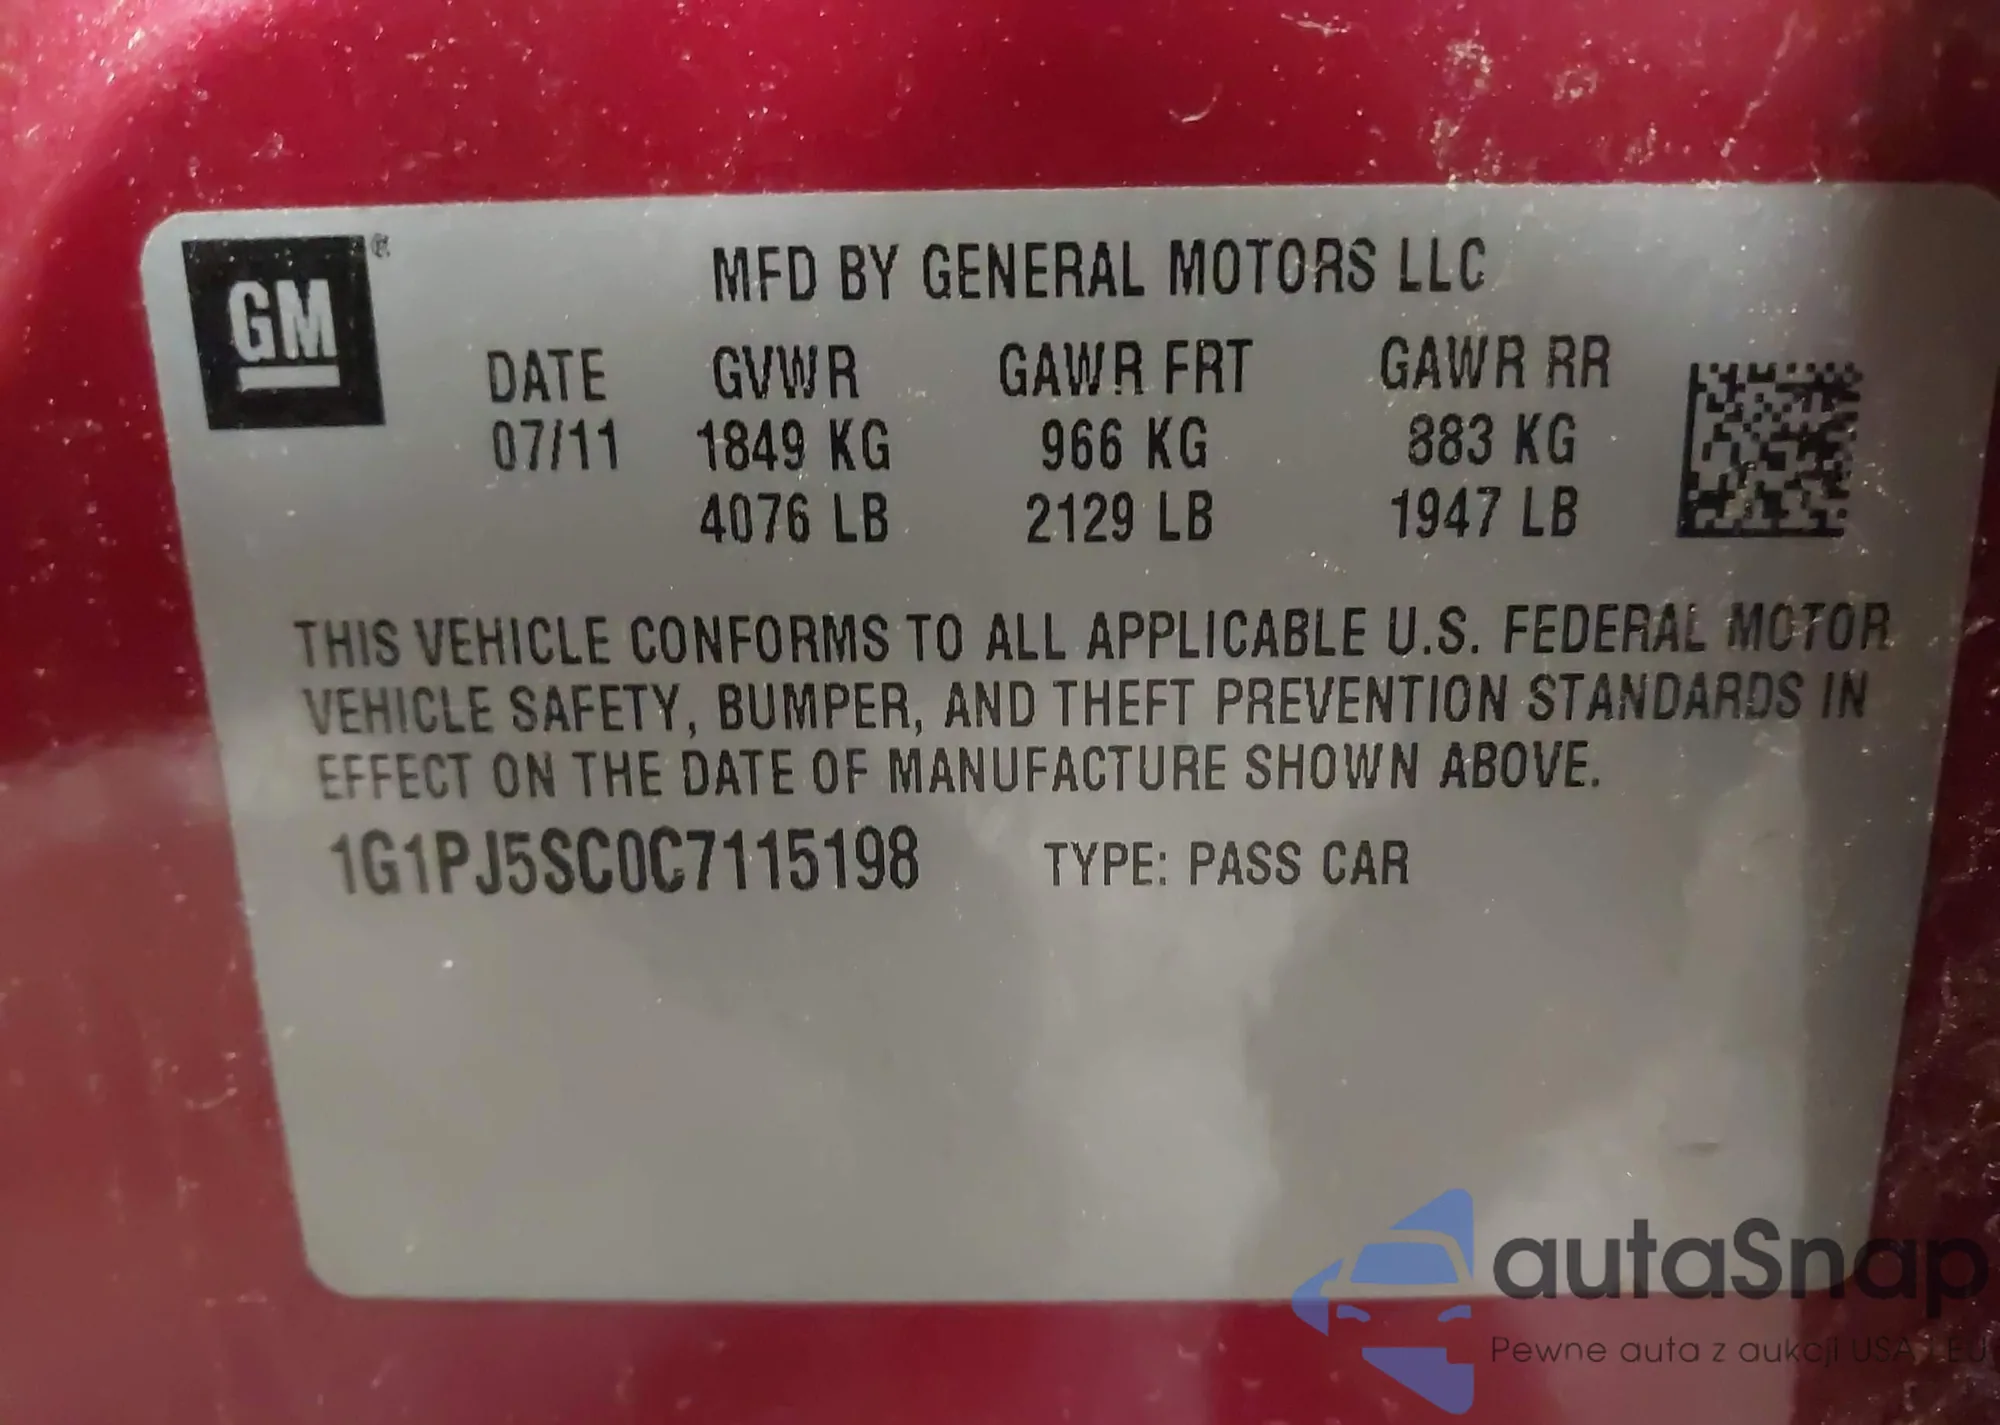 GM®
MFD BY GENERAL MOTORS LLC
DATE GVWR GAWR FRT GAWR RR
07/11 1849 KG 966 KG 883 KG
4076 LB 2129 LB 1947 LB
THIS VEHICLE CONFORMS TO ALL APPLICABLE U.S. FEDERAL MOTOR
VEHICLE SAFETY, BUMPER, AND THEFT PREVENTION STANDARDS IN
EFFECT ON THE DATE OF MANUFACTURE SHOWN ABOVE.
1G1PJ5SC0C7115198 TYPE: PASS CAR
autaSnap
Pewne auta z aukcji USA i EU